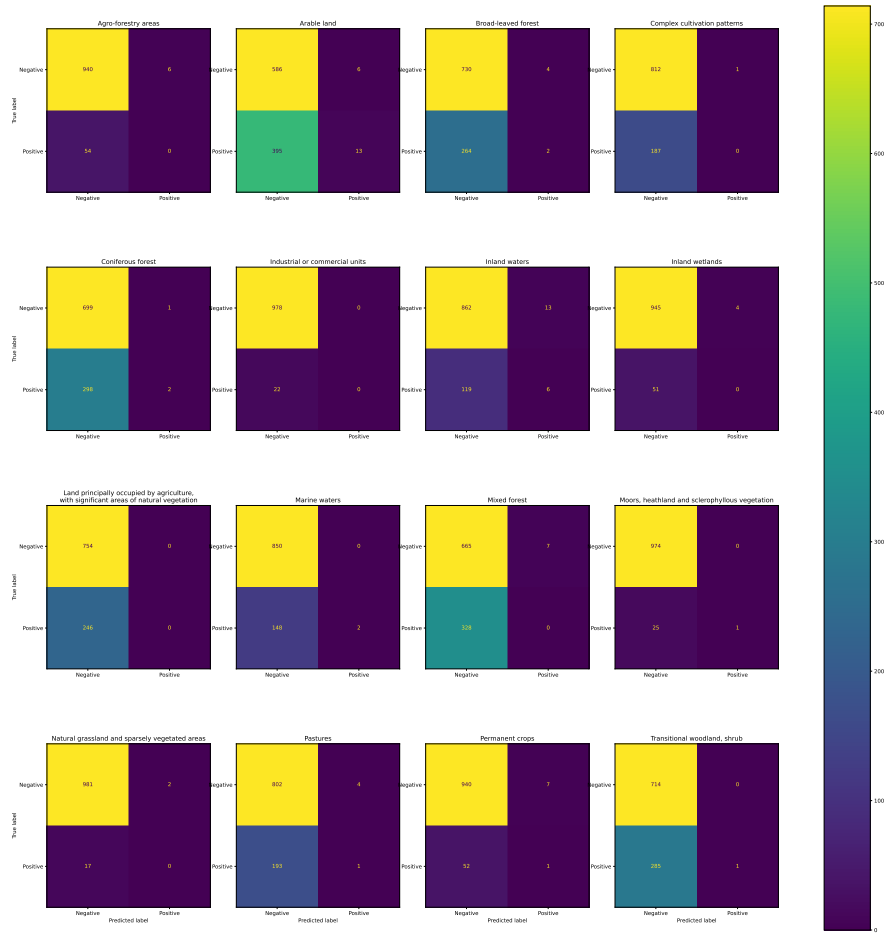 Agro-forestry areas
Arable land
Broad-leaved forest
Complex cultivation patterns
700
Negative
940
6
Negative
586
6
Negative
730
4
Negative
812
1
True label
600
Positive
54
0
Positive
395
13
Positive
264
2
Positive
187
0
Negative
Positive
Negative
Positive
Negative
Positive
Negative
Positive
500
Coniferous forest
Industrial or commercial units
Inland waters
Inland wetlands
Negative
699
1
Negative
978
0
Negative
862
13
Negative
945
4
True label
400
Positive
298
2
Positive
22
0
Positive
119
6
Positive
51
0
Negative
Positive
Negative
Positive
Negative
Positive
Negative
Positive
Land principally occupied by agriculture,
with significant areas of natural vegetation
Marine waters
Mixed forest
Moors, heathland and sclerophyllous vegetation
300
Negative
754
0
Negative
850
0
Negative
665
7
Negative
974
0
True label
Positive
246
0
Positive
148
2
Positive
328
0
Positive
25
1
200
Negative
Positive
Negative
Positive
Negative
Positive
Negative
Positive
Natural grassland and sparsely vegetated areas
Pastures
Permanent crops
Transitional woodland, shrub
Negative
981
2
Negative
802
4
Negative
940
7
Negative
714
0
100
True label
Positive
17
0
Positive
193
1
Positive
52
1
Positive
285
1
Negative
Positive
Negative
Positive
Negative
Positive
Negative
Positive
Predicted label
Predicted label
Predicted label
Predicted label
0